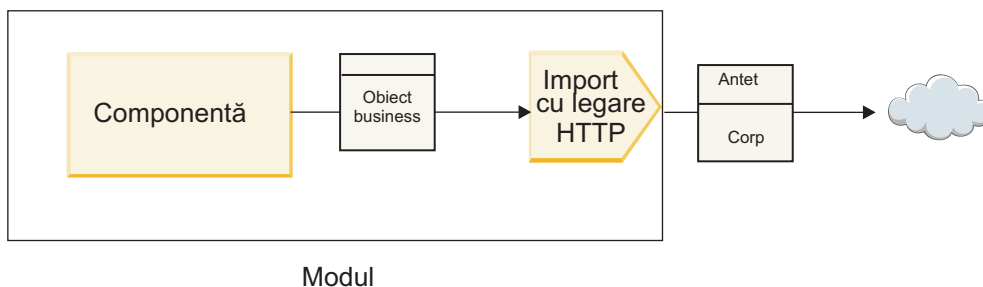 Componentă
Obiect
business
Import
cu legare
HTTP
Antet
Corp
Modul